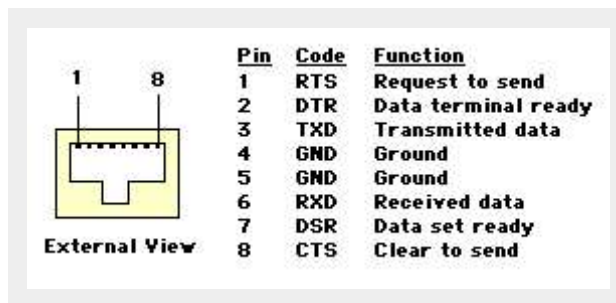 1 8
External View
Pin Code Function
1 RTS Request to send
2 DTR Data terminal ready
3 TXD Transmitted data
4 GND Ground
5 GND Ground
6 RXD Received data
7 DSR Data set ready
8 CTS Clear to send